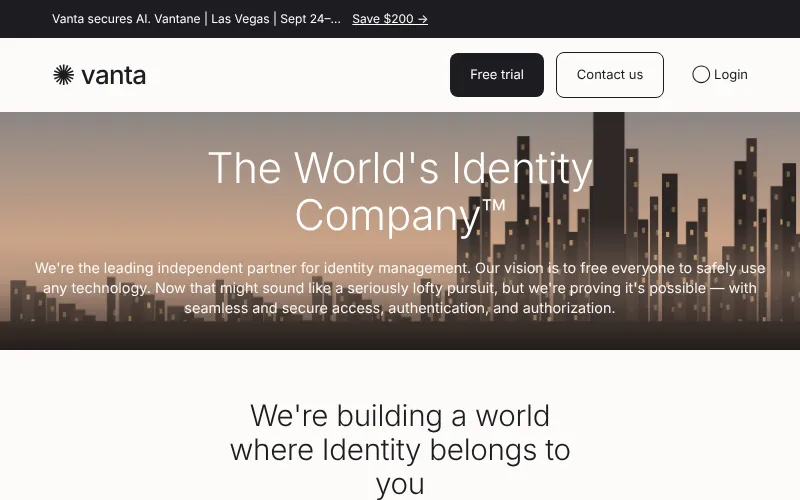 Vanta secures AI. Vantane | Las Vegas | Sept 24–... Save $200 →
vanta
Free trial
Contact us
Login
The World's Identity
Company™
We're the leading independent partner for identity management. Our vision is to free everyone to safely use
any technology. Now that might sound like a seriously lofty pursuit, but we're proving it's possible — with
seamless and secure access, authentication, and authorization.
We're building a world
where Identity belongs to
you